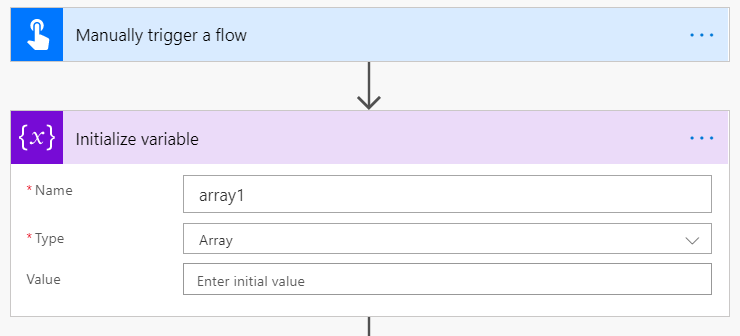 Manually trigger a flow
...
{x} Initialize variable
...
* Name array1
* Type Array
Value Enter initial value